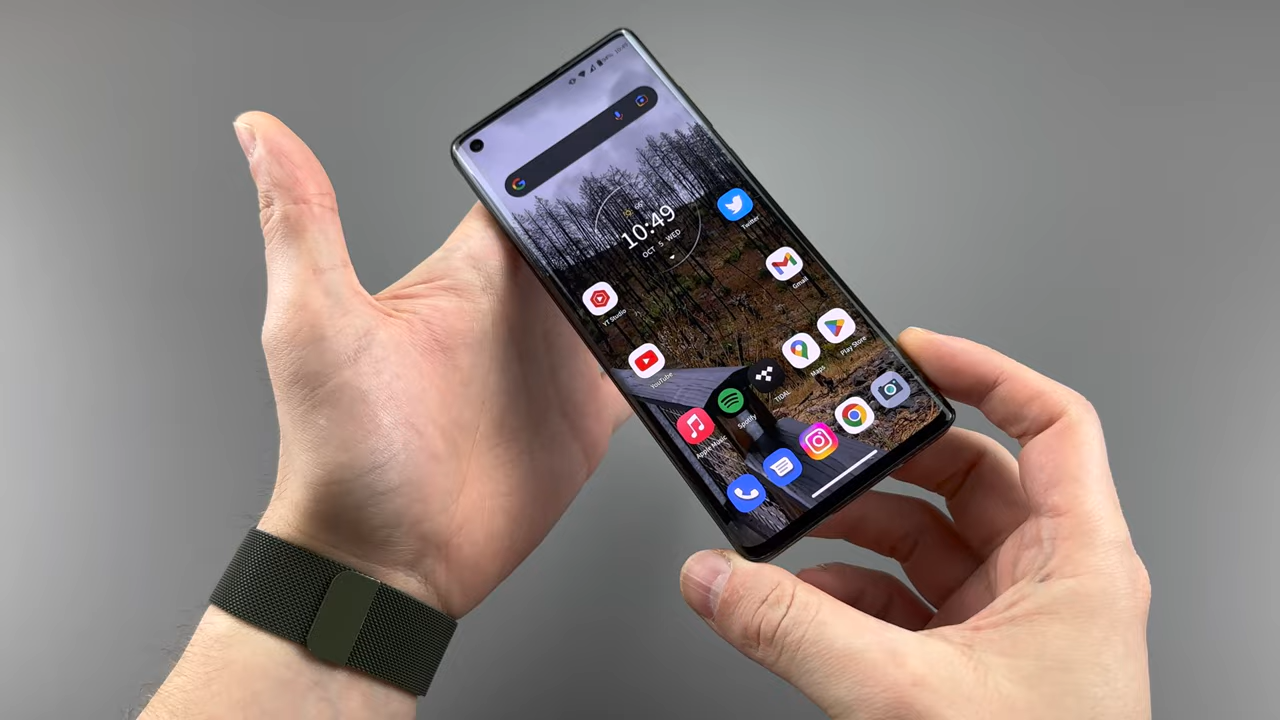 10:49
OCT 5 WED
Twitter
YT Studio
Gmail
YouTube
Apple Music
Spotify
TIDAL
Maps
Play Store